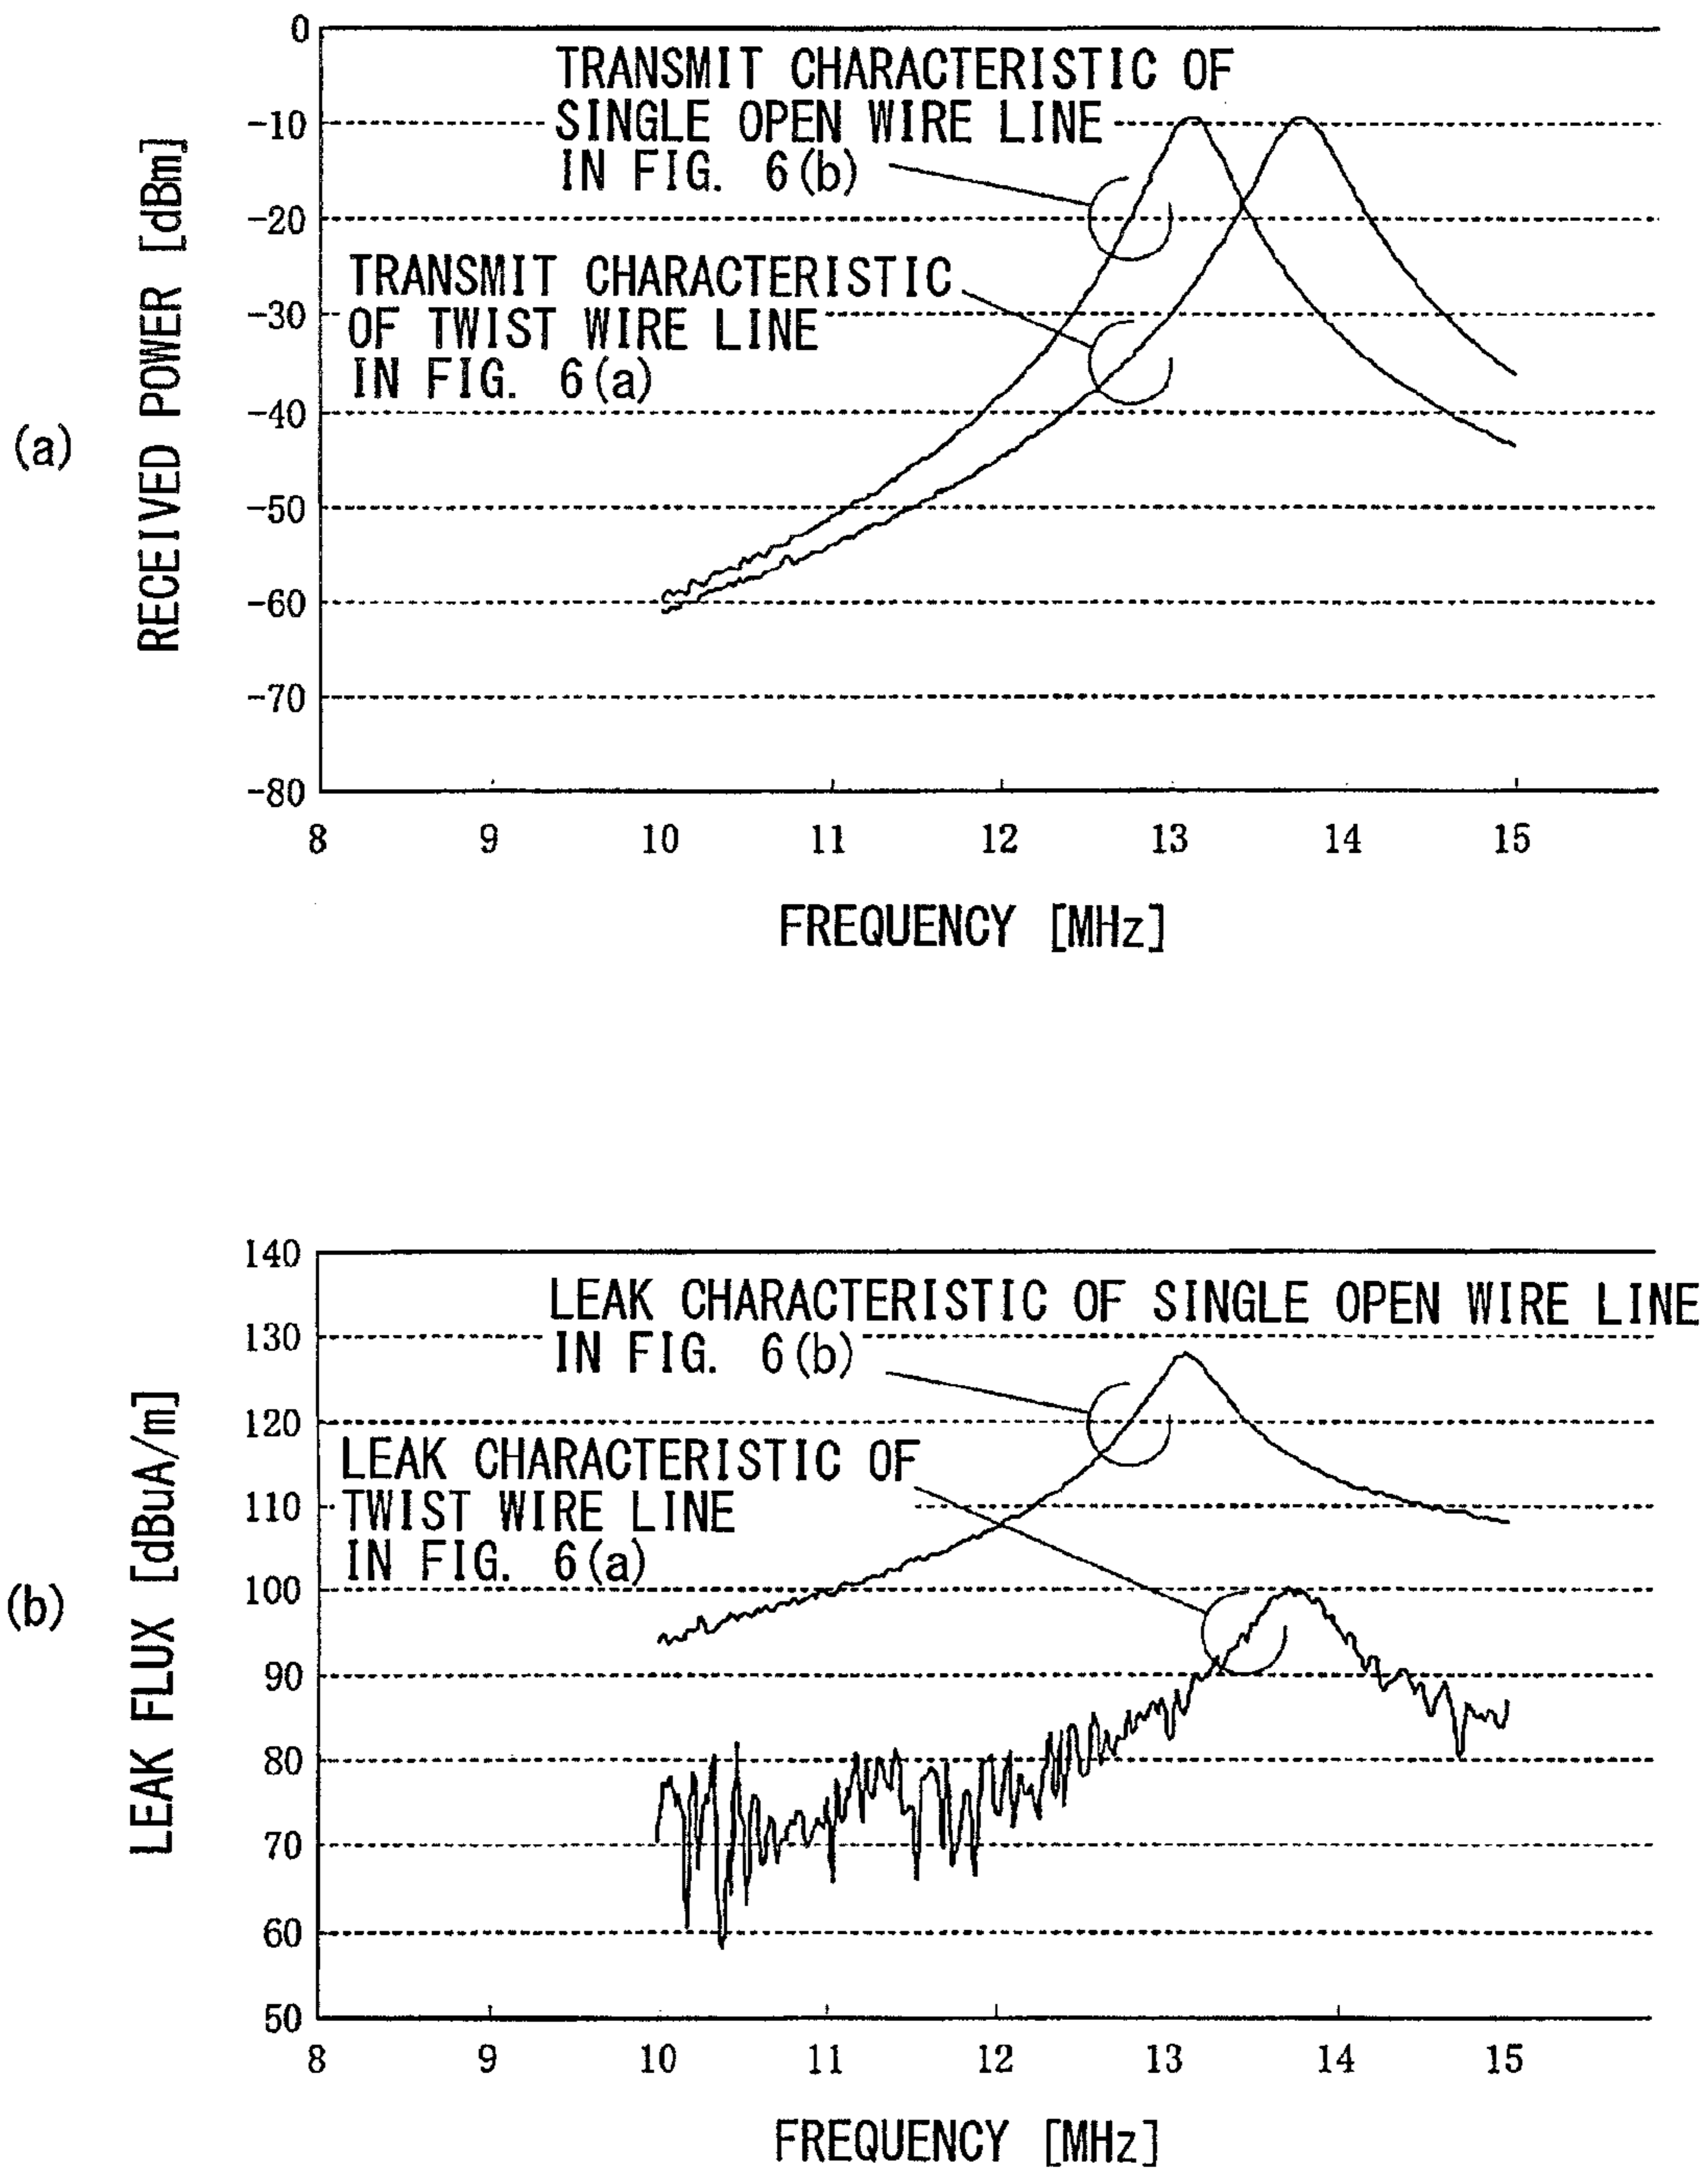 (a)
RECEIVED POWER [dBm]
0
-10
-20
-30
-40
-50
-60
-70
-80
TRANSMIT CHARACTERISTIC OF
SINGLE OPEN WIRE LINE
IN FIG. 6(b)
TRANSMIT CHARACTERISTIC
OF TWIST WIRE LINE
IN FIG. 6(a)
8 9 10 11 12 13 14 15
FREQUENCY [MHz]
(b)
LEAK FLUX [dBuA/m]
140
130
120
110
100
90
80
70
60
50
LEAK CHARACTERISTIC OF SINGLE OPEN WIRE LINE
IN FIG. 6(b)
LEAK CHARACTERISTIC OF
TWIST WIRE LINE
IN FIG. 6(a)
8 9 10 11 12 13 14 15
FREQUENCY [MHz]